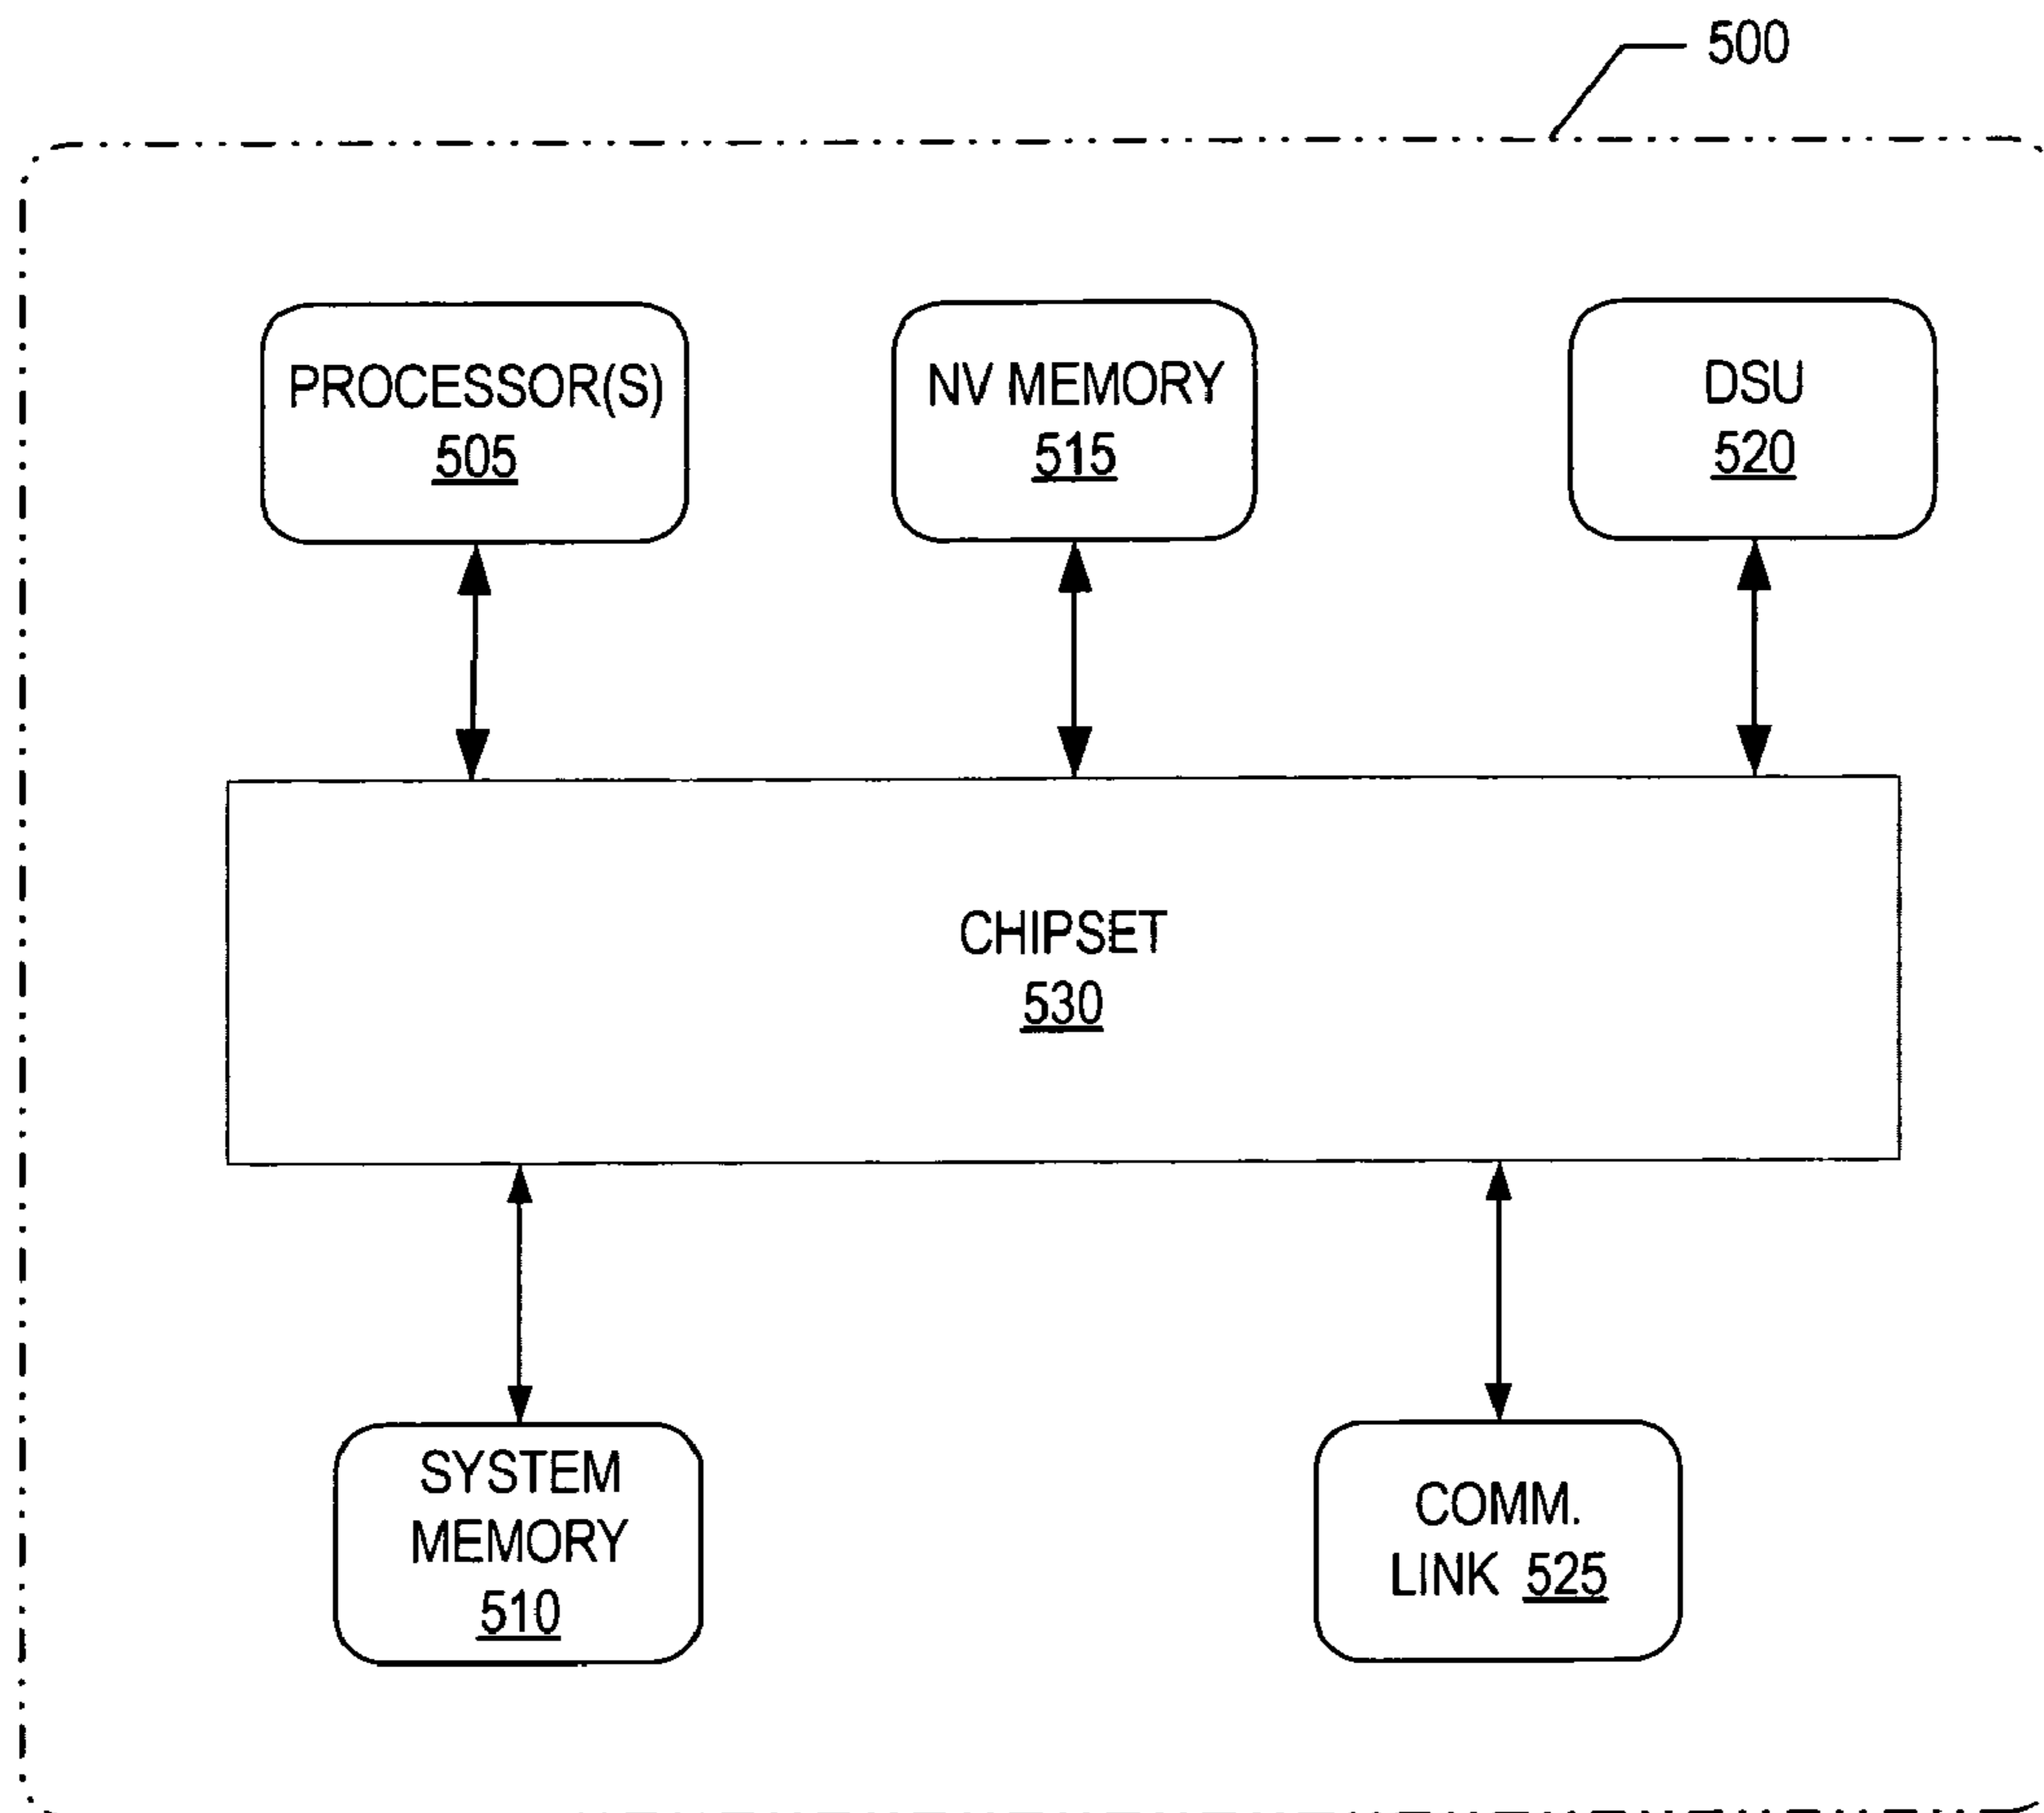 500
PROCESSOR(S)
505
NV MEMORY
515
DSU
520
CHIPSET
530
SYSTEM
MEMORY
510
COMM.
LINK 525